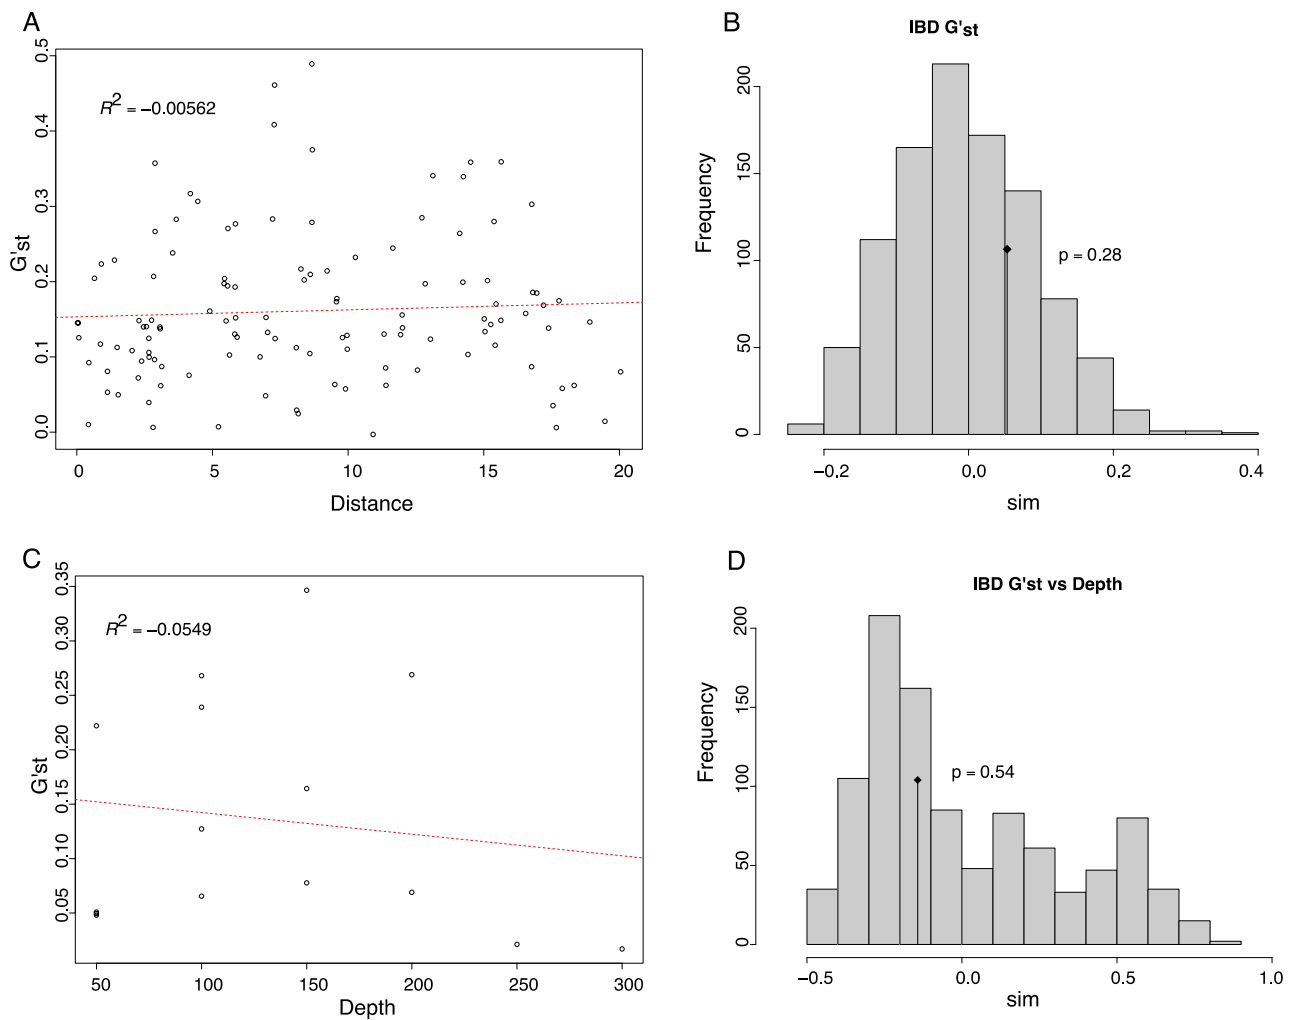 A
R² = −0.00562
0.5
0.4
0.3
0.2
0.1
0.0
G'st
0 5 10 15 20
Distance
B
IBD G'st
200
150
100
50
0
Frequency
p = 0.28
−0.2 0.0 0.2 0.4
sim
C
R² = −0.0549
0.35
0.30
0.25
0.20
0.15
0.10
0.05
G'st
50 100 150 200 250 300
Depth
D
IBD G'st vs Depth
200
150
100
50
0
Frequency
p = 0.54
−0.5 0.0 0.5 1.0
sim